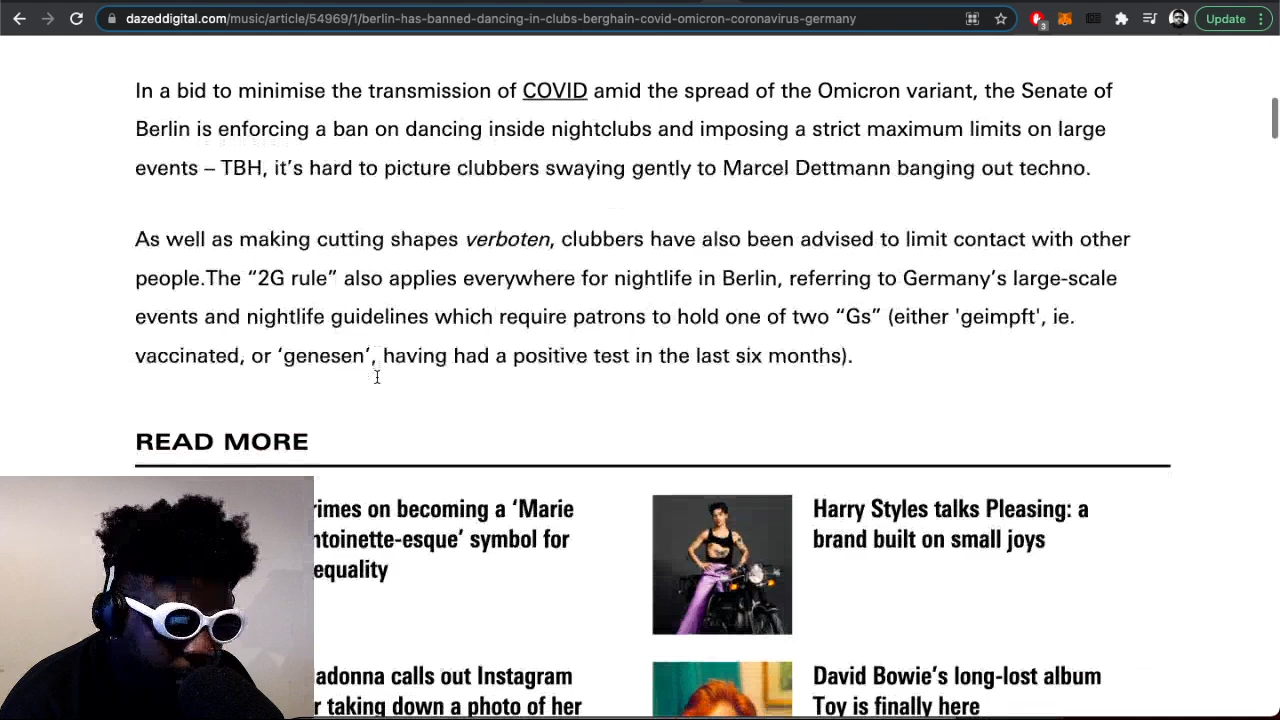 dazeddigital.com/music/article/54969/1/berlin-has-banned-dancing-in-clubs-berghain-covid-omicron-coronavirus-germany
3
Update
In a bid to minimise the transmission of COVID amid the spread of the Omicron variant, the Senate of
Berlin is enforcing a ban on dancing inside nightclubs and imposing a strict maximum limits on large
events – TBH, it’s hard to picture clubbers swaying gently to Marcel Dettmann banging out techno.
As well as making cutting shapes verboten, clubbers have also been advised to limit contact with other
people.The “2G rule” also applies everywhere for nightlife in Berlin, referring to Germany’s large-scale
events and nightlife guidelines which require patrons to hold one of two “Gs” (either 'geimpft', ie.
vaccinated, or ‘genesen’, having had a positive test in the last six months).
READ MORE
rimes on becoming a ‘Marie
ntoinette-esque’ symbol for
equality
Harry Styles talks Pleasing: a
brand built on small joys
adonna calls out Instagram
r taking down a photo of her
David Bowie’s long-lost album
Toy is finally here